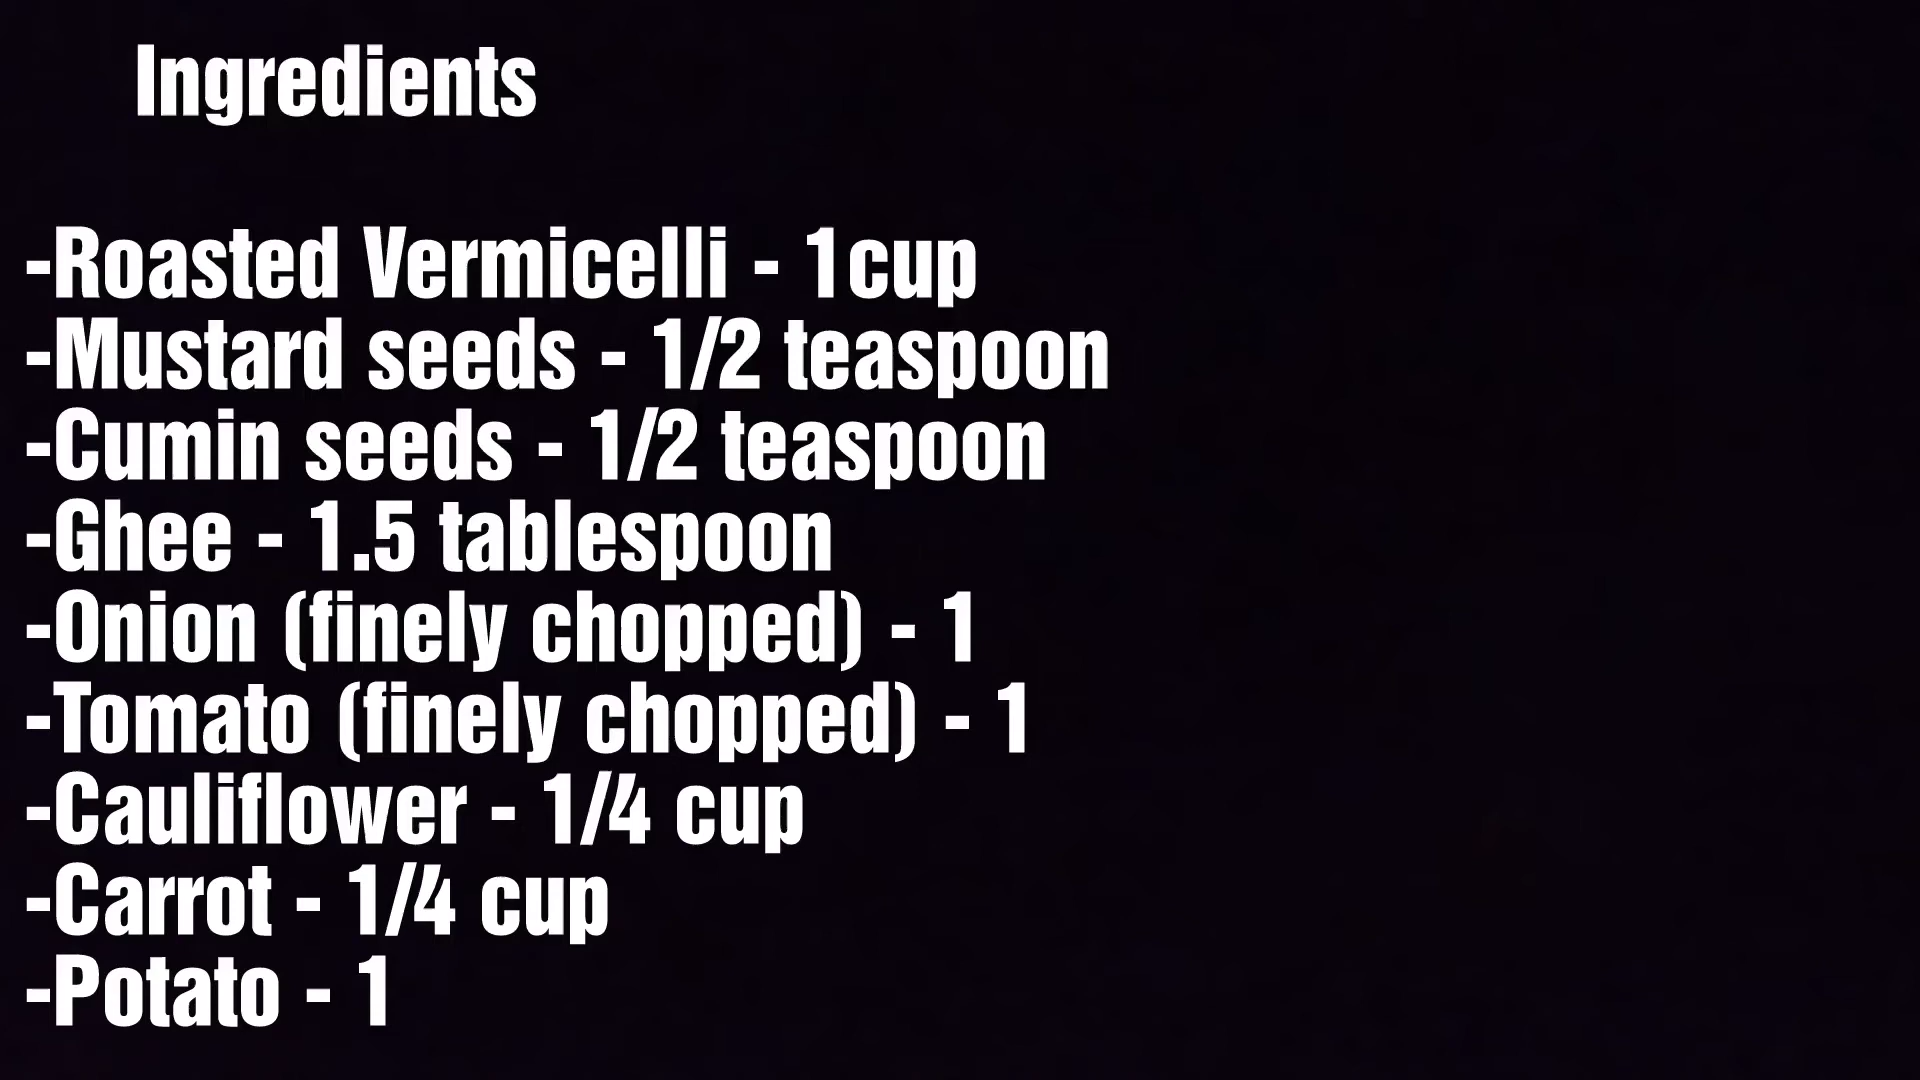 Ingredients
-Roasted Vermicelli - 1cup
-Mustard seeds - 1/2 teaspoon
-Cumin seeds - 1/2 teaspoon
-Ghee - 1.5 tablespoon
-Onion (finely chopped) - 1
-Tomato (finely chopped) - 1
-Cauliflower - 1/4 cup
-Carrot - 1/4 cup
-Potato - 1